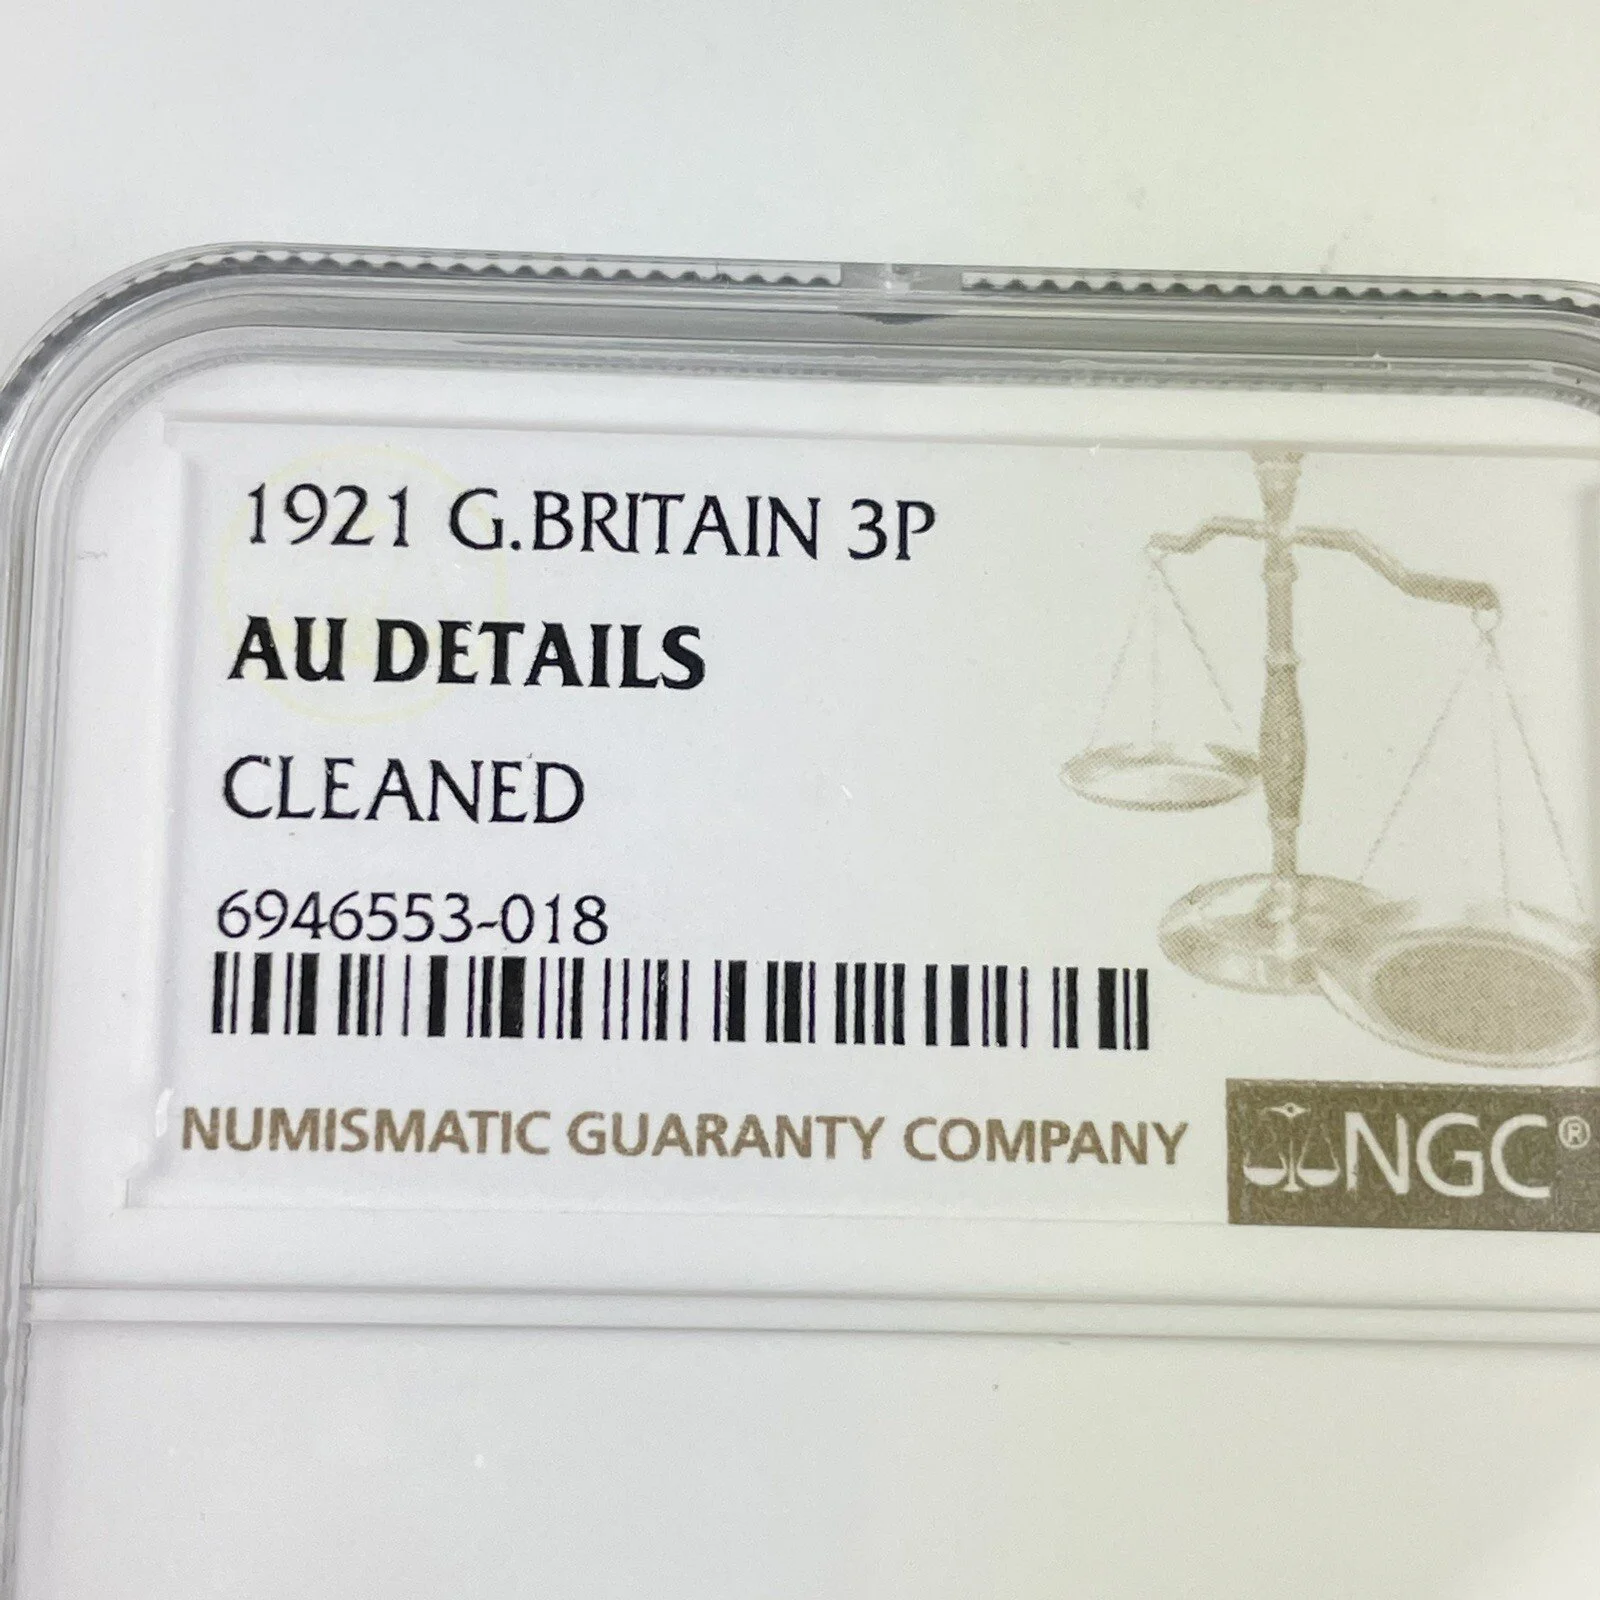 1921 G.BRITAIN 3P
AU DETAILS
CLEANED
6946553-018
NUMISMATIC GUARANTY COMPANY
NGC®